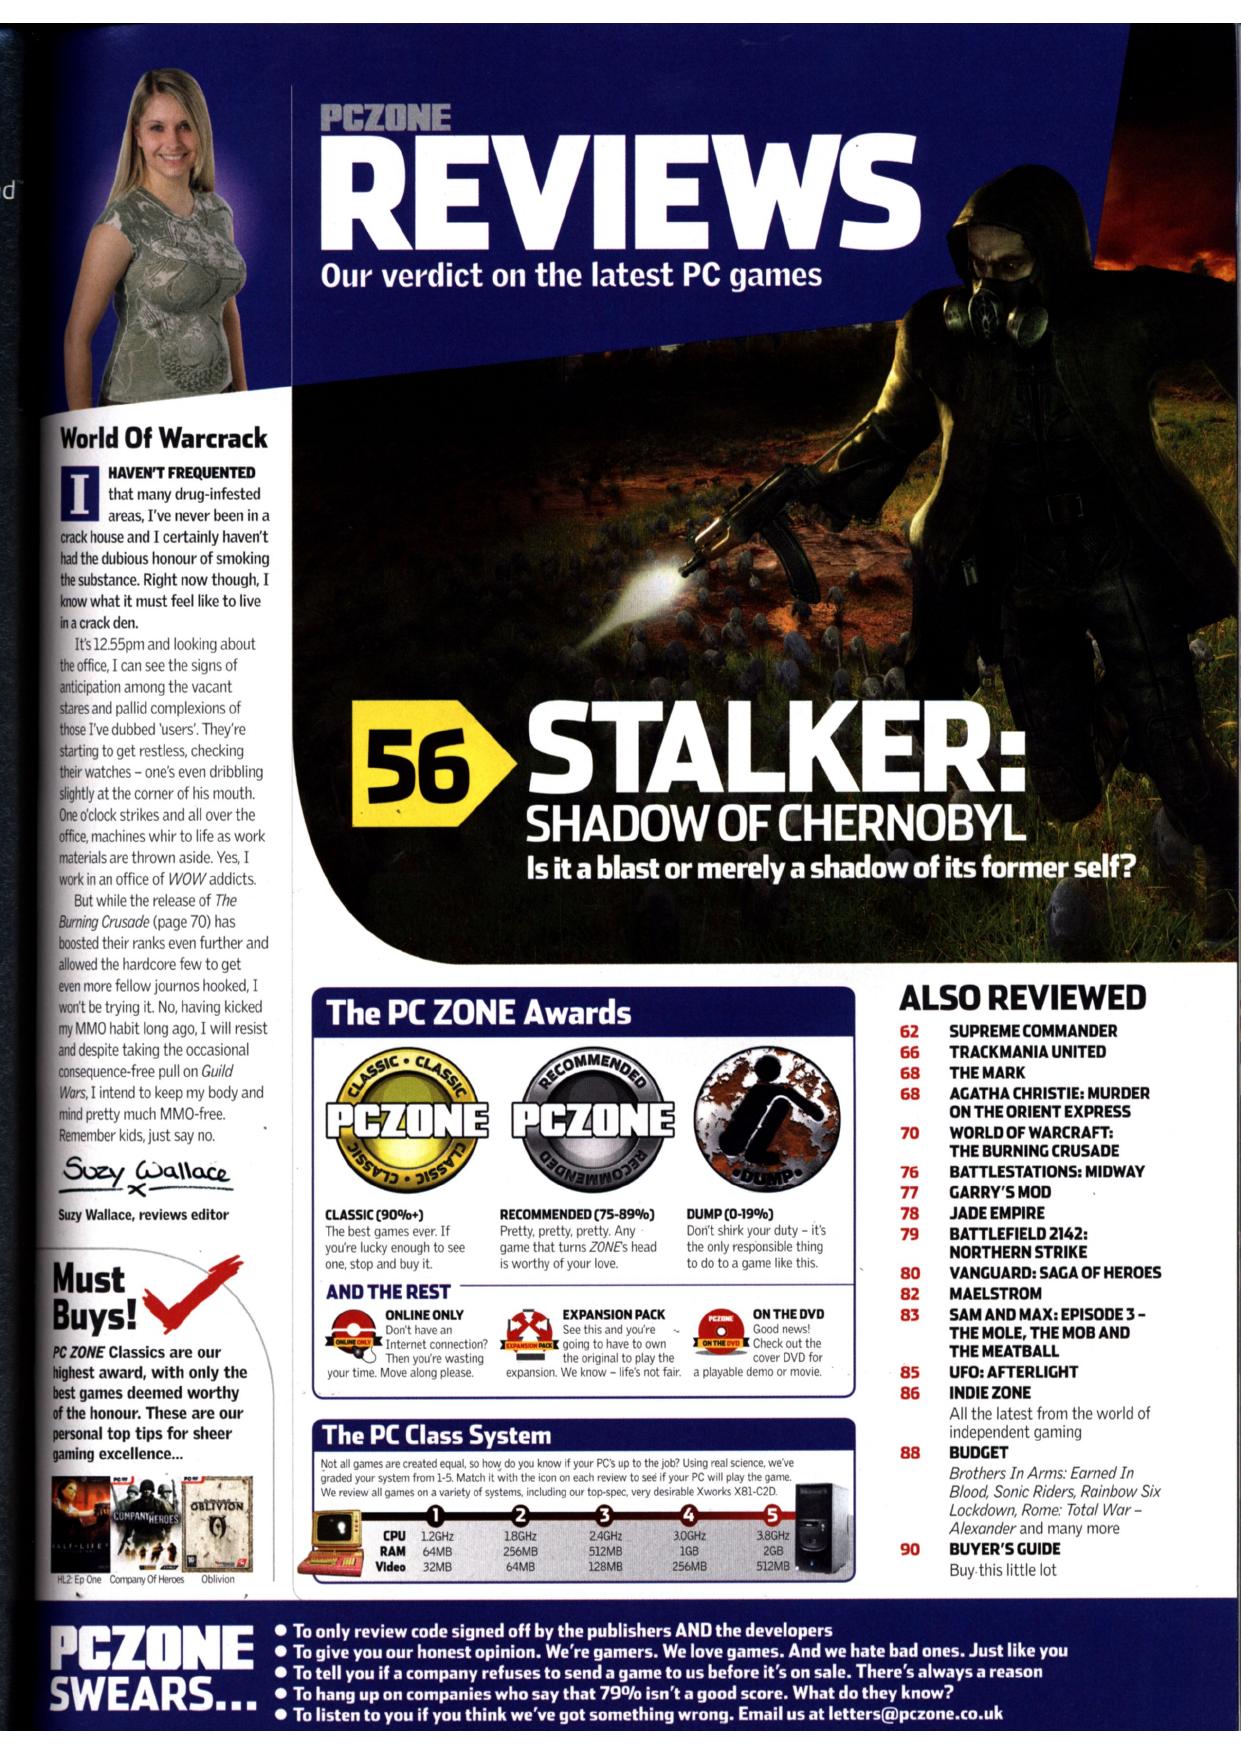 d
PCZONE
REVIEWS
Our verdict on the latest PC games
World Of Warcrack
I HAVEN'T FREQUENTED
that many drug-infested
areas, I've never been in a
crack house and I certainly haven't
had the dubious honour of smoking
the substance. Right now though, I
know what it must feel like to live
in a crack den.
It's 12.55pm and looking about
the office, I can see the signs of
anticipation among the vacant
stares and pallid complexions of
those I've dubbed 'users'. They're
starting to get restless, checking
their watches – one's even dribbling
slightly at the corner of his mouth.
One o'clock strikes and all over the
office, machines whir to life as work
materials are thrown aside. Yes, I
work in an office of WOW addicts.
But while the release of The
Burning Crusade (page 70) has
boosted their ranks even further and
allowed the hardcore few to get
even more fellow journos hooked, I
won't be trying it. No, having kicked
my MMO habit long ago, I will resist
and despite taking the occasional
consequence-free pull on Guild
Wars, I intend to keep my body and
mind pretty much MMO-free.
Remember kids, just say no.
Suzy Wallace
x
Suzy Wallace, reviews editor
Must
Buys!
PC ZONE Classics are our
highest award, with only the
best games deemed worthy
of the honour. These are our
personal top tips for sheer
gaming excellence...
HALF-LIFE
COMPANY HEROES
OBLIVION
HL2: Ep One Company Of Heroes Oblivion
56
STALKER:
SHADOW OF CHERNOBYL
Is it a blast or merely a shadow of its former self?
The PC ZONE Awards
CLASSIC • CLASSIC
PCZONE
CLASSIC • CLASSIC
RECOMMENDED
PCZONE
RECOMMENDED
•DUMP•
CLASSIC (90%+)
The best games ever. If
you're lucky enough to see
one, stop and buy it.
RECOMMENDED (75-89%)
Pretty, pretty, pretty. Any
game that turns ZONE's head
is worthy of your love.
DUMP (0-19%)
Don't shirk your duty – it's
the only responsible thing
to do to a game like this.
AND THE REST
ONLINE ONLY
ONLINE ONLY
Don't have an
Internet connection?
Then you're wasting
your time. Move along please.
EXPANSION PACK
EXPANSION PACK
See this and you're
going to have to own
the original to play the
expansion. We know – life's not fair.
PCZONE
ON THE DVD
ON THE DVD
Good news!
Check out the
cover DVD for
a playable demo or movie.
The PC Class System
Not all games are created equal, so how do you know if your PC's up to the job? Using real science, we've
graded your system from 1-5. Match it with the icon on each review to see if your PC will play the game.
We review all games on a variety of systems, including our top-spec, very desirable Xworks X81-C2D.
1 2 3 4 5
CPU 1.2GHz 1.8GHz 2.4GHz 3.0GHz 3.8GHz
RAM 64MB 256MB 512MB 1GB 2GB
Video 32MB 64MB 128MB 256MB 512MB
ALSO REVIEWED
62 SUPREME COMMANDER
66 TRACKMANIA UNITED
68 THE MARK
68 AGATHA CHRISTIE: MURDER
ON THE ORIENT EXPRESS
70 WORLD OF WARCRAFT:
THE BURNING CRUSADE
76 BATTLESTATIONS: MIDWAY
77 GARRY'S MOD
78 JADE EMPIRE
79 BATTLEFIELD 2142:
NORTHERN STRIKE
80 VANGUARD: SAGA OF HEROES
82 MAELSTROM
83 SAM AND MAX: EPISODE 3 –
THE MOLE, THE MOB AND
THE MEATBALL
85 UFO: AFTERLIGHT
86 INDIE ZONE
All the latest from the world of
independent gaming
88 BUDGET
Brothers In Arms: Earned In
Blood, Sonic Riders, Rainbow Six
Lockdown, Rome: Total War –
Alexander and many more
90 BUYER'S GUIDE
Buy this little lot
PCZONE
SWEARS...
● To only review code signed off by the publishers AND the developers
● To give you our honest opinion. We're gamers. We love games. And we hate bad ones. Just like you
● To tell you if a company refuses to send a game to us before it's on sale. There's always a reason
● To hang up on companies who say that 79% isn't a good score. What do they know?
● To listen to you if you think we've got something wrong. Email us at letters@pczone.co.uk